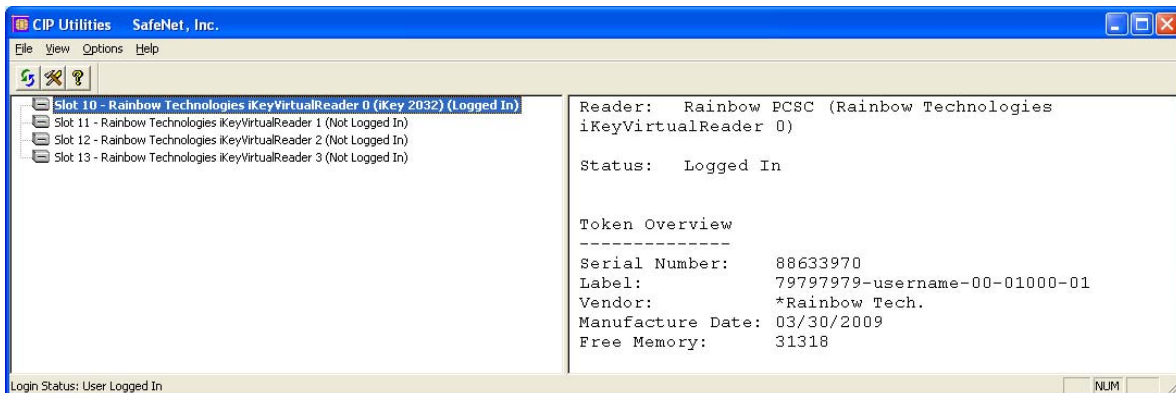 CIP Utilities SafeNet, Inc.
File View Options Help
Slot 10 - Rainbow Technologies iKeyVirtualReader 0 (iKey 2032) (Logged In)
Slot 11 - Rainbow Technologies iKeyVirtualReader 1 (Not Logged In)
Slot 12 - Rainbow Technologies iKeyVirtualReader 2 (Not Logged In)
Slot 13 - Rainbow Technologies iKeyVirtualReader 3 (Not Logged In)
Reader: Rainbow PCSC (Rainbow Technologies
iKeyVirtualReader 0)
Status: Logged In
Token Overview
--------------
Serial Number: 88633970
Label: 79797979-username-00-01000-01
Vendor: *Rainbow Tech.
Manufacture Date: 03/30/2009
Free Memory: 31318
Login Status: User Logged In
NUM